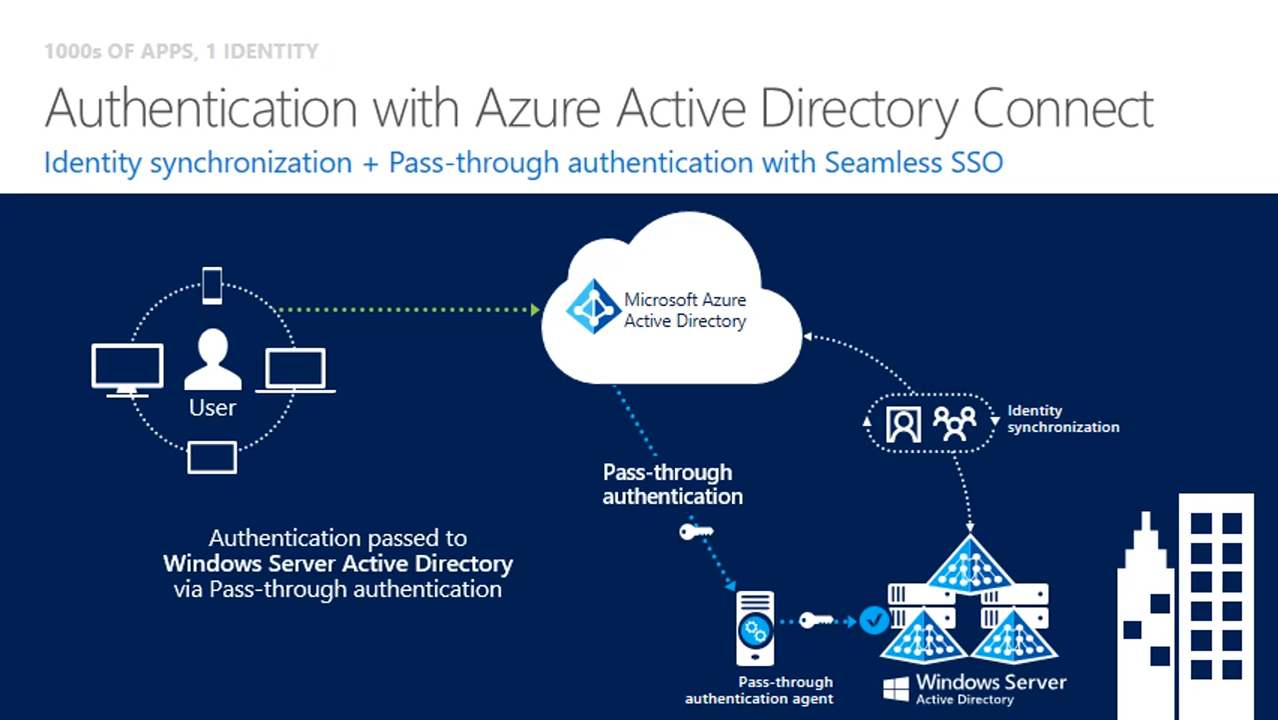 1000s OF APPS, 1 IDENTITY
Authentication with Azure Active Directory Connect
Identity synchronization + Pass-through authentication with Seamless SSO
Microsoft Azure
Active Directory
User
Identity
synchronization
Pass-through
authentication
Authentication passed to
Windows Server Active Directory
via Pass-through authentication
Pass-through
authentication agent
Windows Server
Active Directory